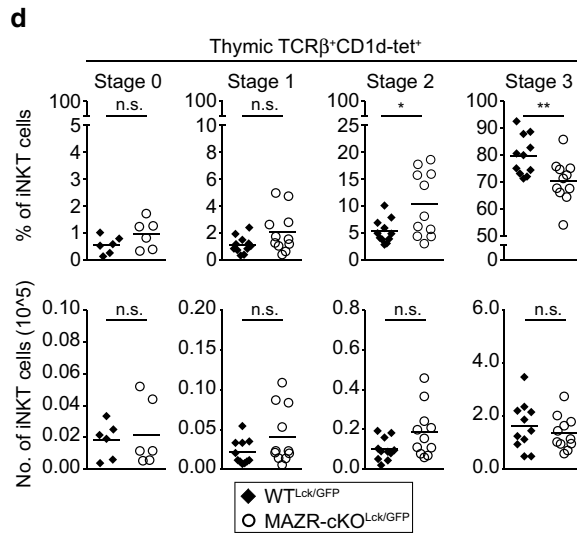 d
Thymic TCRβ⁺CD1d-tet⁺
Stage 0 Stage 1 Stage 2 Stage 3
% of iNKT cells
100 5 4 3 2 1 0
n.s.
100 10 8 6 4 2 0
n.s.
100 25 20 15 10 5 0
*
100 90 80 70 60 50 0
**
No. of iNKT cells (10^5)
0.10 0.08 0.06 0.04 0.02 0.00
n.s.
0.20 0.15 0.10 0.05 0.00
n.s.
0.8 0.6 0.4 0.2 0.0
n.s.
6.0 4.0 2.0 0.0
n.s.
WT^Lck/GFP
MAZR-cKO^Lck/GFP